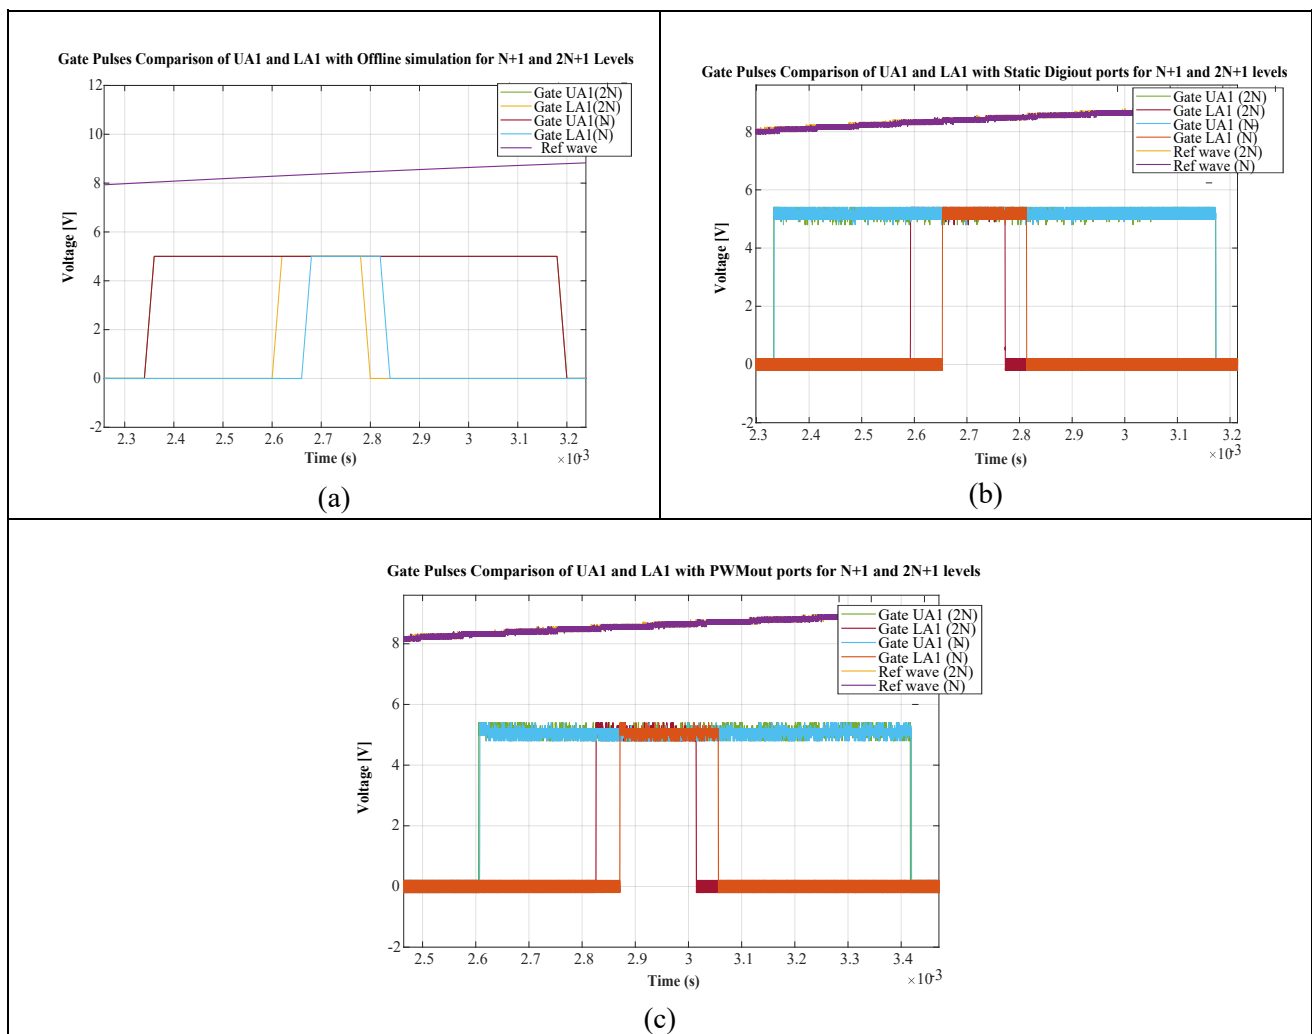 Gate Pulses Comparison of UA1 and LA1 with Offline simulation for N+1 and 2N+1 Levels
12
10
8
6
4
2
0
-2
Voltage [V]
Gate UA1(2N)
Gate LA1(2N)
Gate UA1(N)
Gate LA1(N)
Ref wave
2.3 2.4 2.5 2.6 2.7 2.8 2.9 3 3.1 3.2
Time (s)
×10⁻³
(a)
Gate Pulses Comparison of UA1 and LA1 with Static Digiout ports for N+1 and 2N+1 levels
8
6
4
2
0
-2
Voltage [V]
Gate UA1 (2N)
Gate LA1 (2N)
Gate UA1 (N)
Gate LA1 (N)
Ref wave (2N)
Ref wave (N)
2.3 2.4 2.5 2.6 2.7 2.8 2.9 3 3.1 3.2
Time (s)
×10⁻³
(b)
Gate Pulses Comparison of UA1 and LA1 with PWMout ports for N+1 and 2N+1 levels
8
6
4
2
0
-2
Voltage [V]
Gate UA1 (2N)
Gate LA1 (2N)
Gate UA1 (N)
Gate LA1 (N)
Ref wave (2N)
Ref wave (N)
2.5 2.6 2.7 2.8 2.9 3 3.1 3.2 3.3 3.4
Time (s)
×10⁻³
(c)